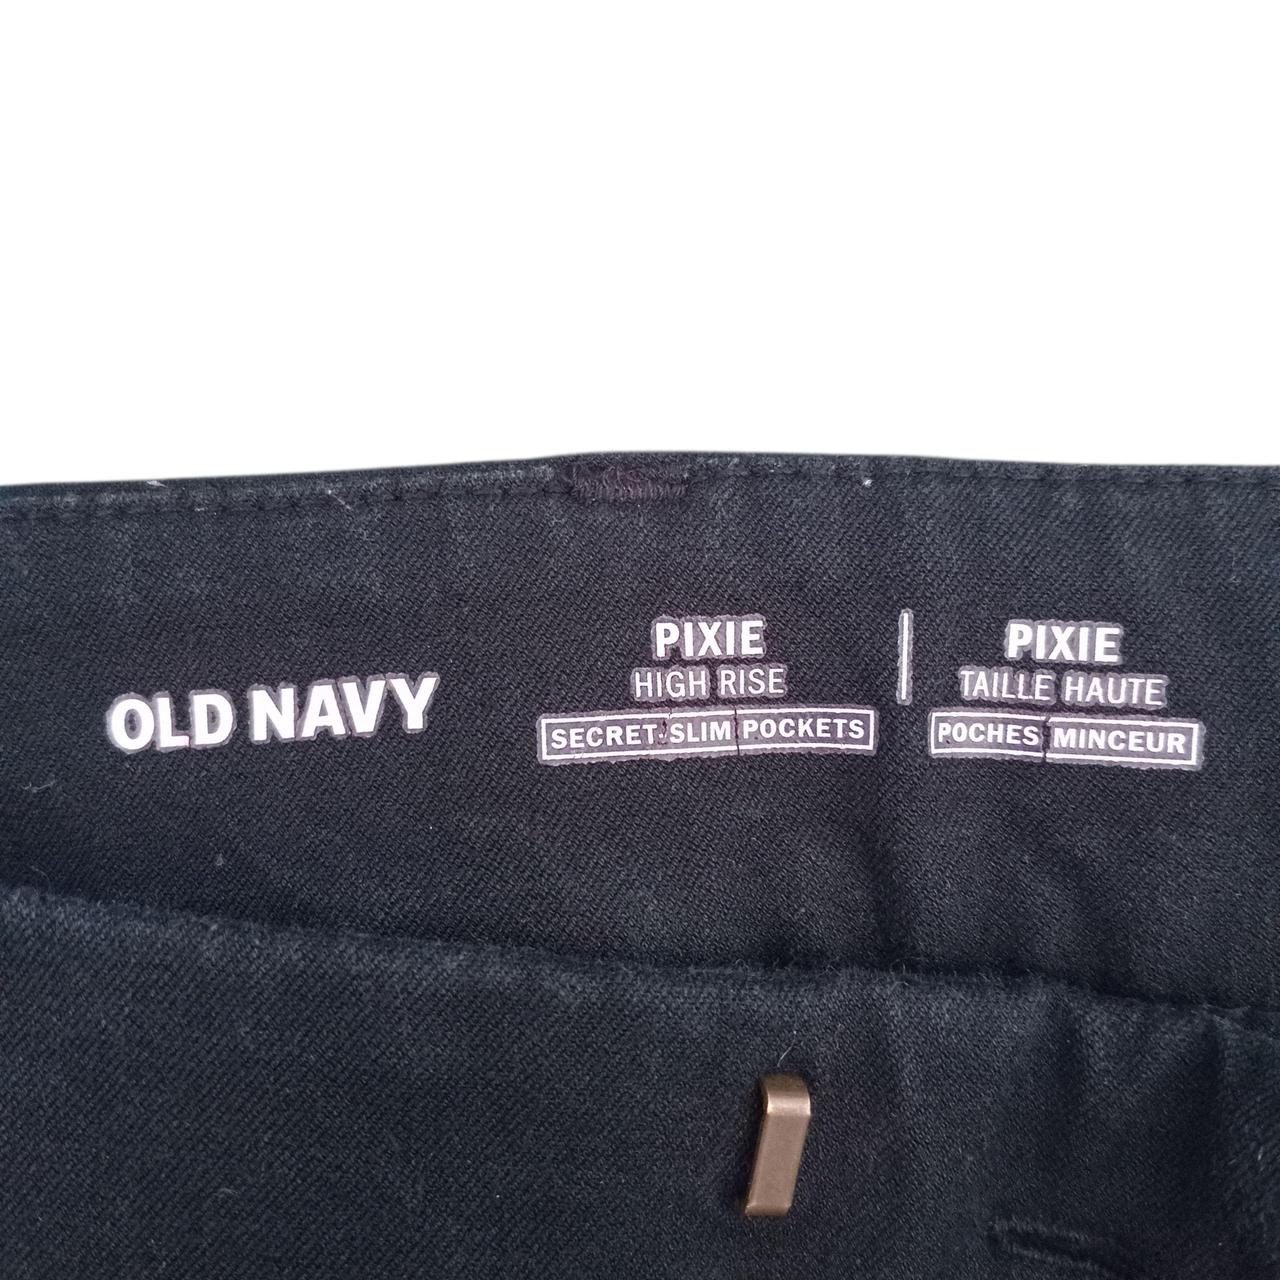 OLD NAVY
PIXIE
HIGH RISE
SECRET-SLIM POCKETS
PIXIE
TAILLE HAUTE
POCHES MINCEUR